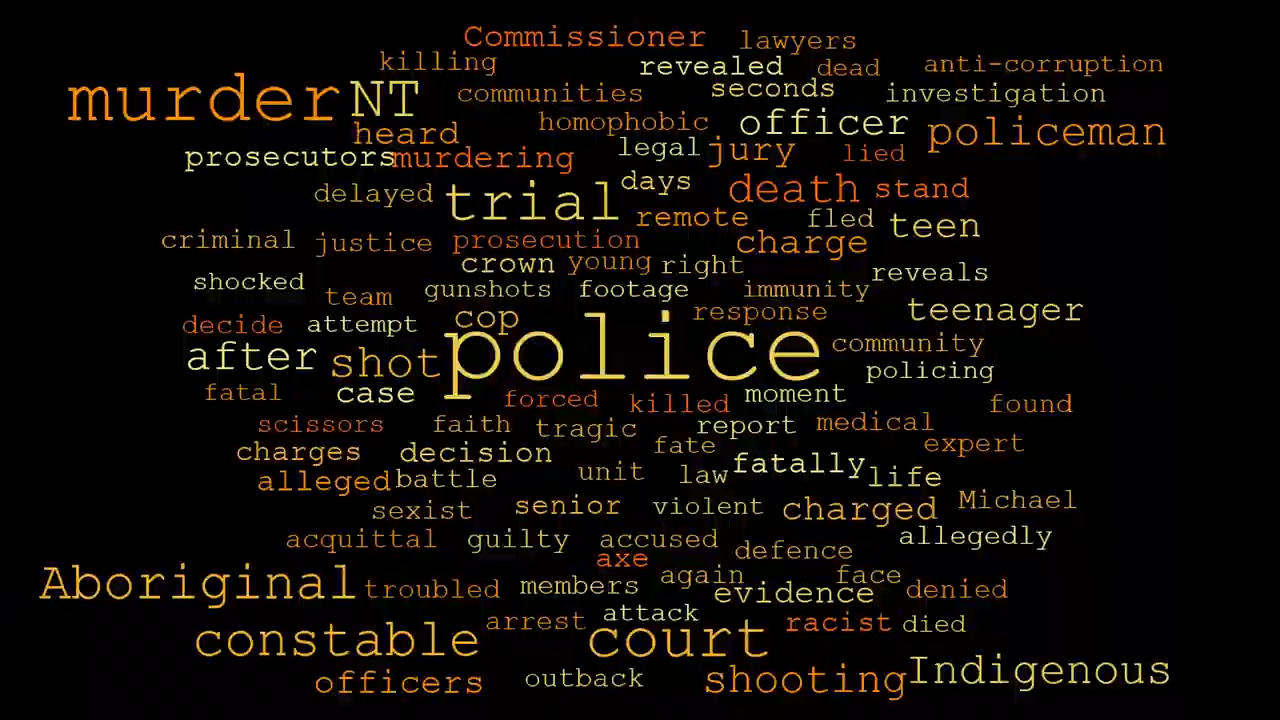 Commissioner lawyers
killing revealed dead anti-corruption
murder NT communities seconds investigation
heard homophobic officer policeman
prosecutors murdering legal jury lied
delayed trial days death stand
remote fled teen
criminal justice prosecution charge
crown young right reveals
shocked team gunshots footage immunity teenager
decide attempt cop response
after shot police community
policing
fatal case forced killed moment found
scissors faith tragic report medical
charges decision fate expert
alleged battle unit law fatally life
sexist senior violent charged Michael
acquittal guilty accused defence allegedly
axe
Aboriginal troubled members again evidence face denied
constable arrest attack court racist died
officers outback shooting Indigenous